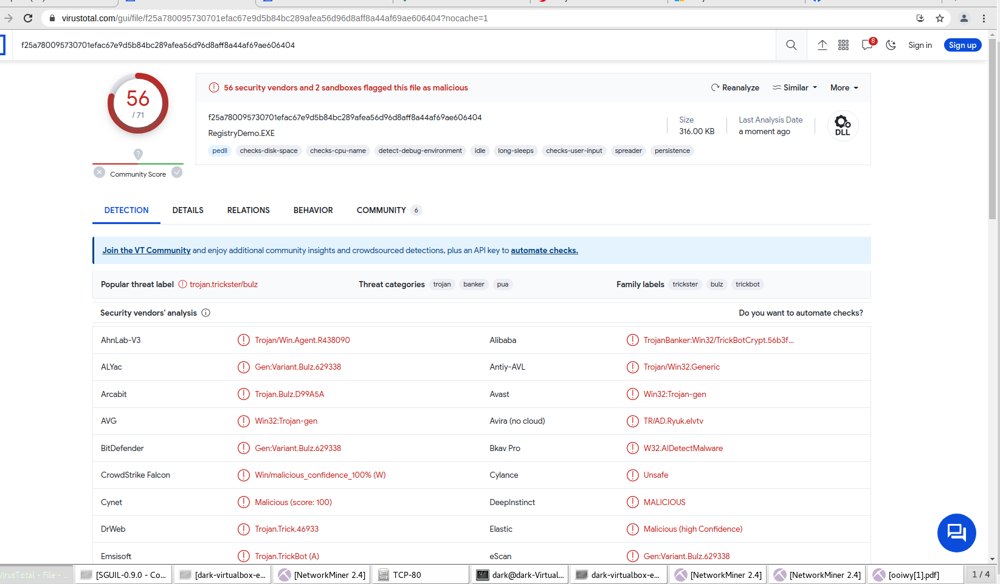 virustotal.com/gui/file/f25a780095730701efac67e9d5b84bc289afea56d96d8aff8a44af69ae606404?nocache=1
f25a780095730701efac67e9d5b84bc289afea56d96d8aff8a44af69ae606404
8
Sign in
Sign up
56
/ 71
56 security vendors and 2 sandboxes flagged this file as malicious
Reanalyze
Similar
More
f25a780095730701efac67e9d5b84bc289afea56d96d8aff8a44af69ae606404
RegistryDemo.EXE
Size
316.00 KB
Last Analysis Date
a moment ago
DLL
pedll checks-disk-space checks-cpu-name detect-debug-environment idle long-sleeps checks-user-input spreader persistence
?
Community Score
DETECTION DETAILS RELATIONS BEHAVIOR COMMUNITY 6
Join the VT Community and enjoy additional community insights and crowdsourced detections, plus an API key to automate checks.
Popular threat label trojan.trickster/bulz Threat categories trojan banker pua Family labels trickster bulz trickbot
Security vendors' analysis Do you want to automate checks?
AhnLab-V3 Trojan/Win.Agent.R438090 Alibaba TrojanBanker:Win32/TrickBotCrypt.56b3f...
ALYac Gen:Variant.Bulz.629338 Antiy-AVL Trojan/Win32.Generic
Arcabit Trojan.Bulz.D99A5A Avast Win32:Trojan-gen
AVG Win32:Trojan-gen Avira (no cloud) TR/AD.Ryuk.elvtv
BitDefender Gen:Variant.Bulz.629338 Bkav Pro W32.AIDetectMalware
CrowdStrike Falcon Win/malicious_confidence_100% (W) Cylance Unsafe
Cynet Malicious (score: 100) DeepInstinct MALICIOUS
DrWeb Trojan.Trick.46933 Elastic Malicious (high Confidence)
Emsisoft Trojan.TrickBot (A) eScan Gen:Variant.Bulz.629338
VirusTotal - File - ... [SGUIL-0.9.0 - Co... [dark-virtualbox-e... [NetworkMiner 2.4] TCP-80 dark@dark-Virtual... dark-virtualbox-e... [NetworkMiner 2.4] [NetworkMiner 2.4] [ooiwy[1].pdf] 1 / 4